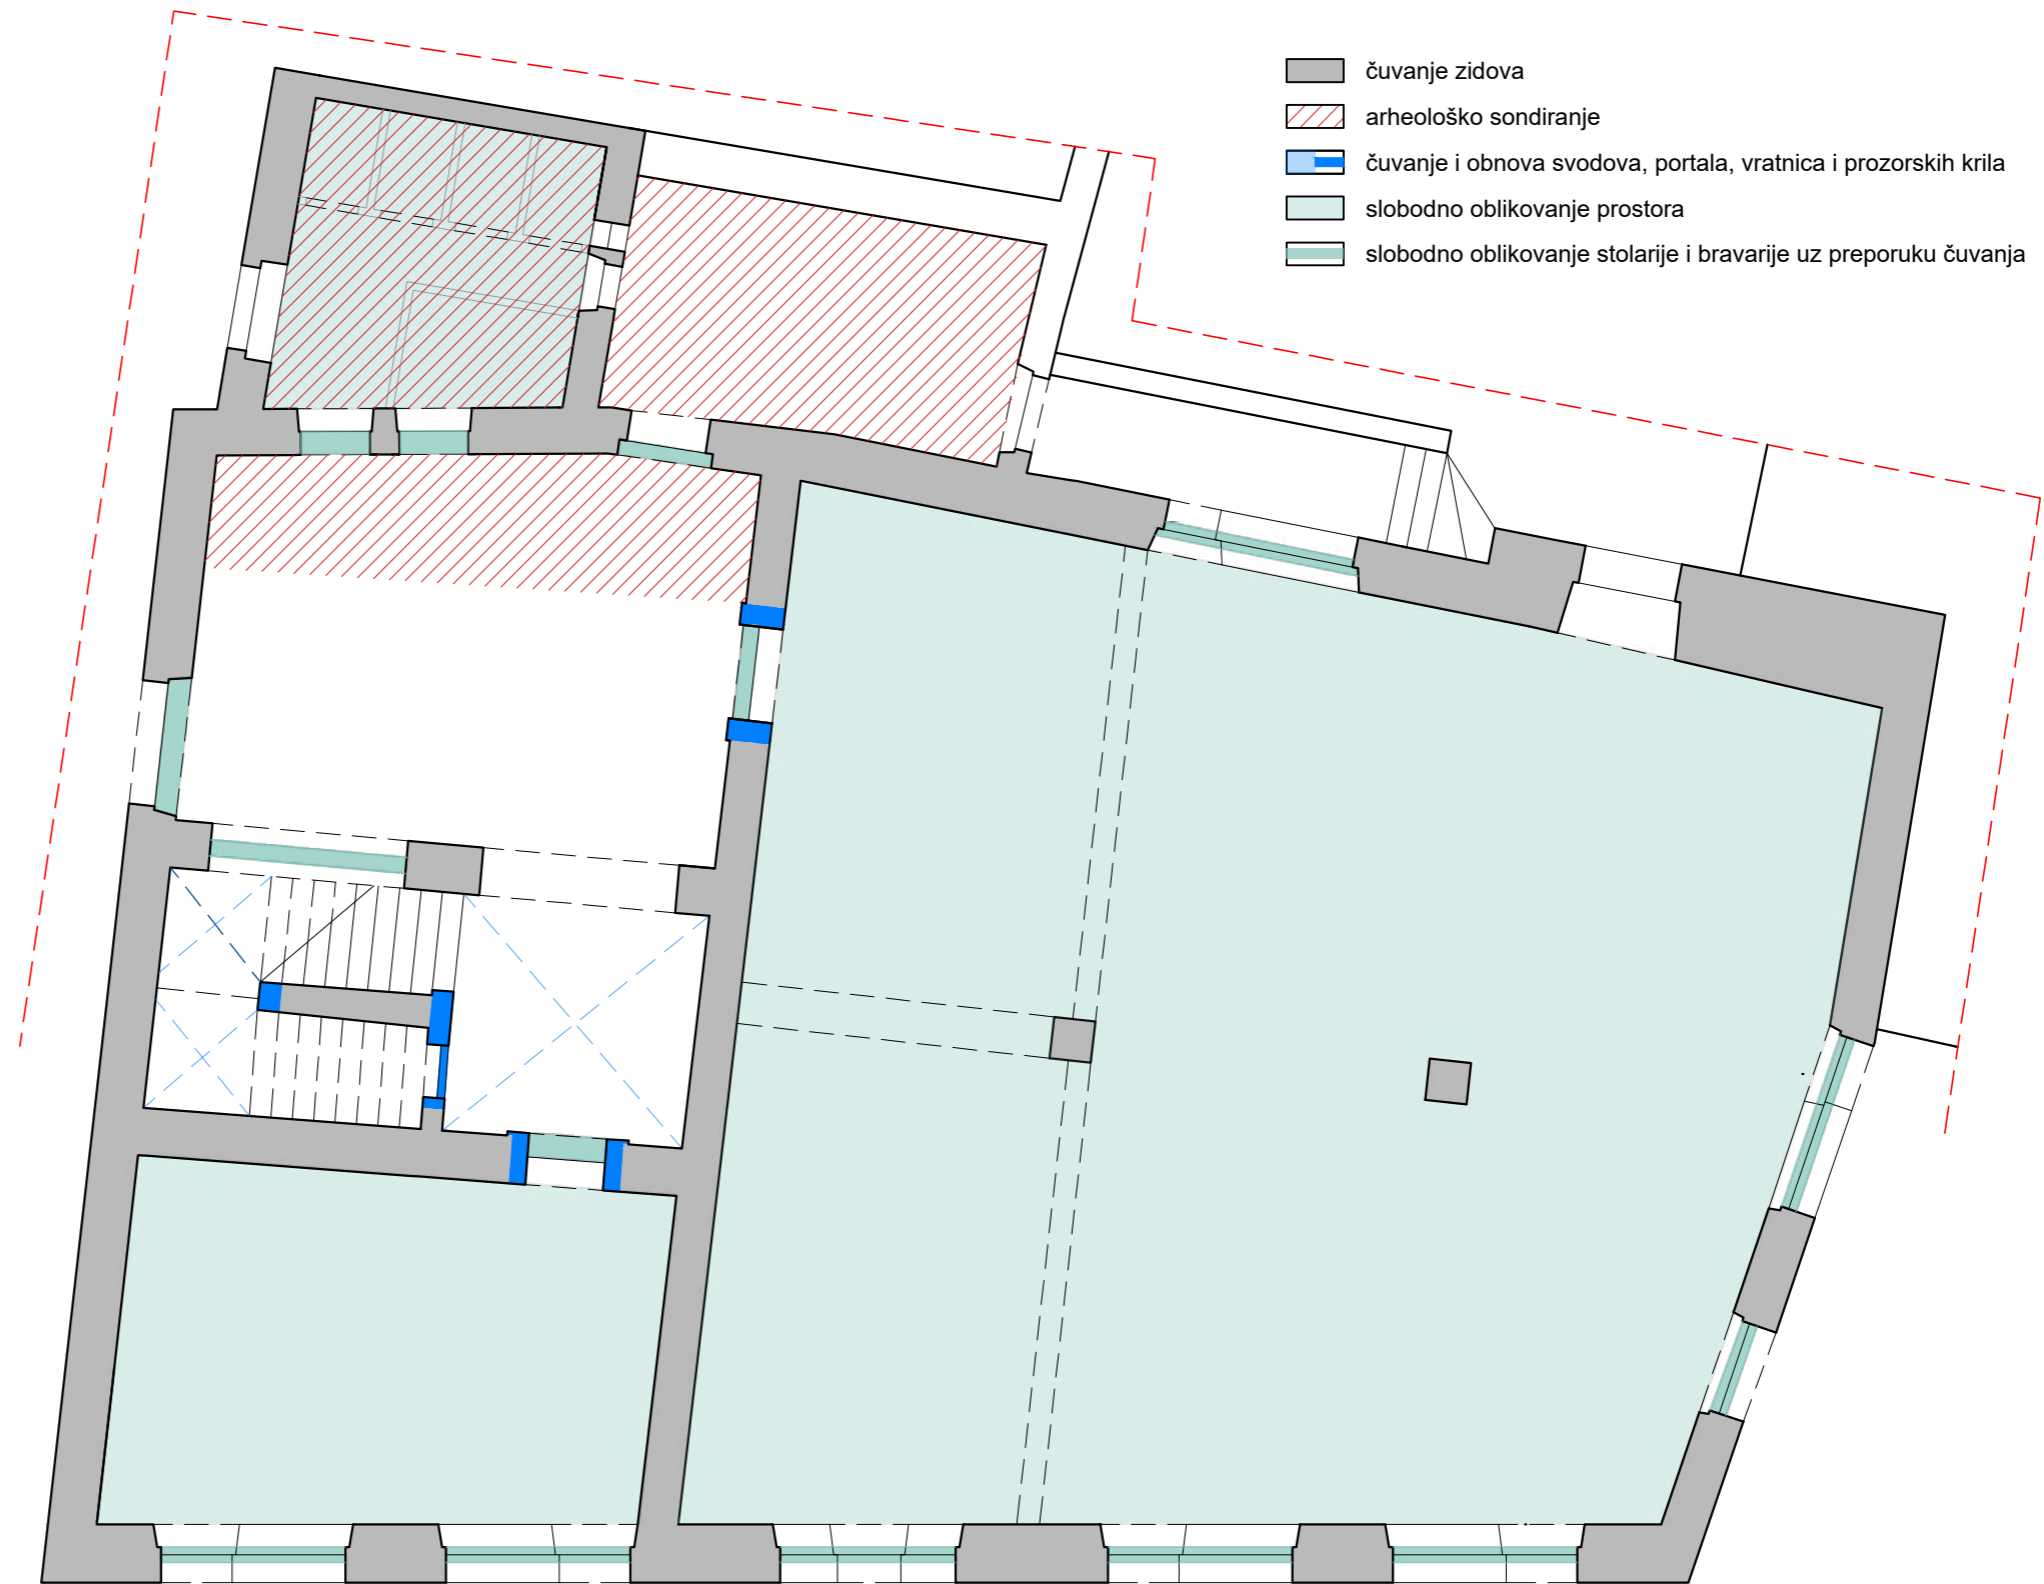 čuvanje zidova
arheološko sondiranje
čuvanje i obnova svodova, portala, vratnica i prozorskih krila
slobodno oblikovanje prostora
slobodno oblikovanje stolarije i bravarije uz preporuku čuvanja